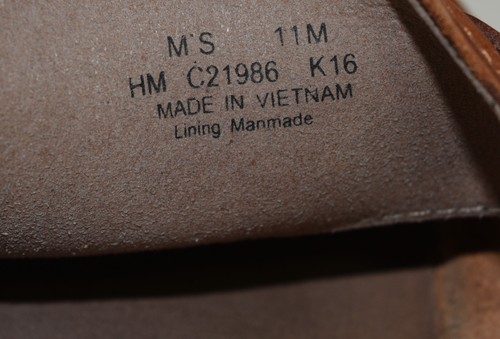 M'S 11M
HM C21986 K16
MADE IN VIETNAM
Lining Manmade